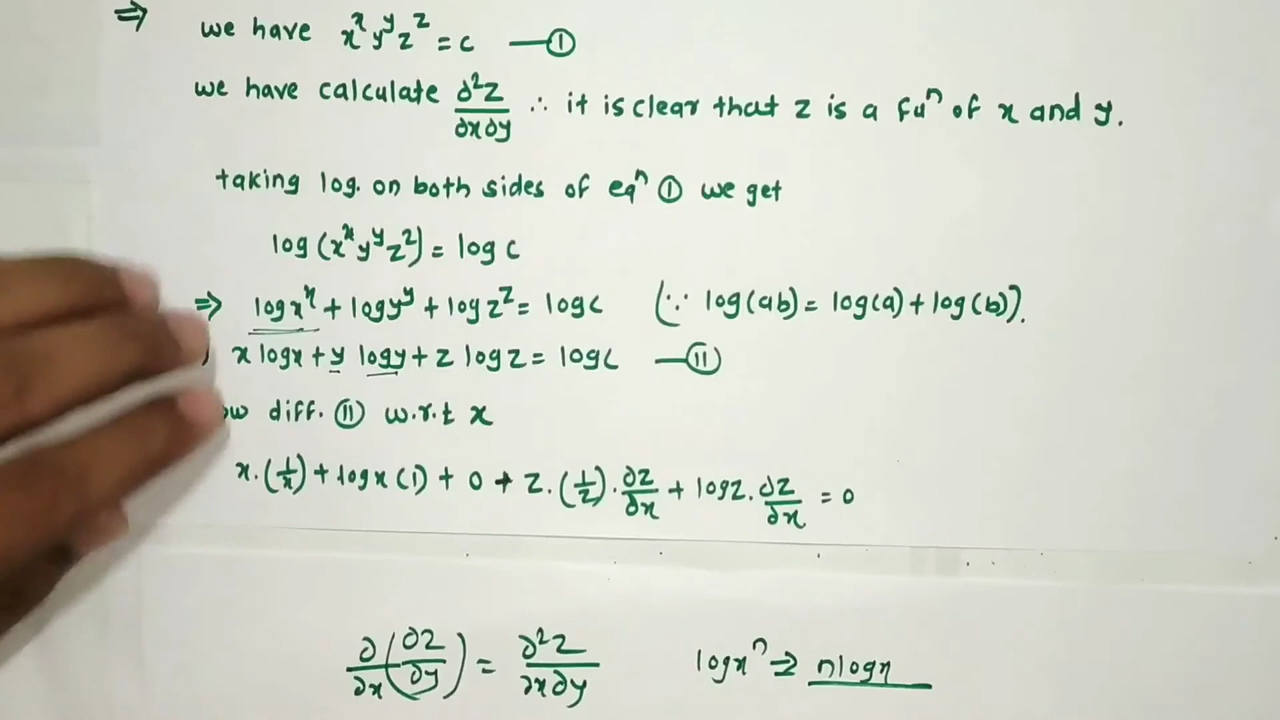 ⇒ we have x^x y^y z^z = c —①
we have calculate ∂²z/∂x∂y ∴ it is clear that z is a fuⁿ of x and y.
taking log. on both sides of eqⁿ ① we get
log (x^x y^y z^z) = log c
⇒ log x^x + log y^y + log z^z = log c (∵ log(ab) = log(a) + log(b)).
x log x + y log y + z log z = log c —⑪
diff. ⑪ w.r.t x
x·(1/x) + log x (1) + 0 + z·(1/z)·∂z/∂x + log z·∂z/∂x = 0
∂/∂x (∂z/∂y) = ∂²z/∂x∂y log xⁿ ⇒ n log x